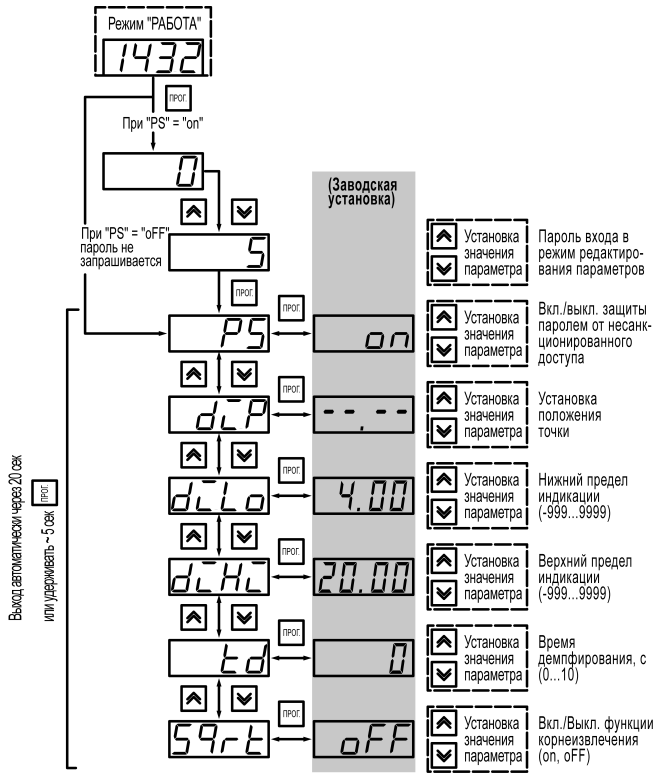 Режим "РАБОТА"
1432
ПРОГ.
При "PS" = "on"
0
(Заводская
установка)
При "PS" = "oFF"
пароль не
запрашивается
5
Установка
значения
параметра
Пароль входа в
режим редактиро-
вания параметров
ПРОГ.
ПРОГ.
PS
on
Установка
значения
параметра
Вкл./выкл. защиты
паролем от несанк-
ционированного
доступа
ПРОГ.
diP
--.--
Установка
значения
параметра
Установка
положения
точки
ПРОГ.
diLo
4.00
Установка
значения
параметра
Нижний предел
индикации
(-999...9999)
ПРОГ.
diHi
20.00
Установка
значения
параметра
Верхний предел
индикации
(-999...9999)
ПРОГ.
td
0
Установка
значения
параметра
Время
демпфирования, с
(0...10)
ПРОГ.
Sqrt
oFF
Установка
значения
параметра
Вкл./Выкл. функции
корнеизвлечения
(on, oFF)
Выход автоматически через 20 сек
или удерживать ~ 5 сек
ПРОГ.